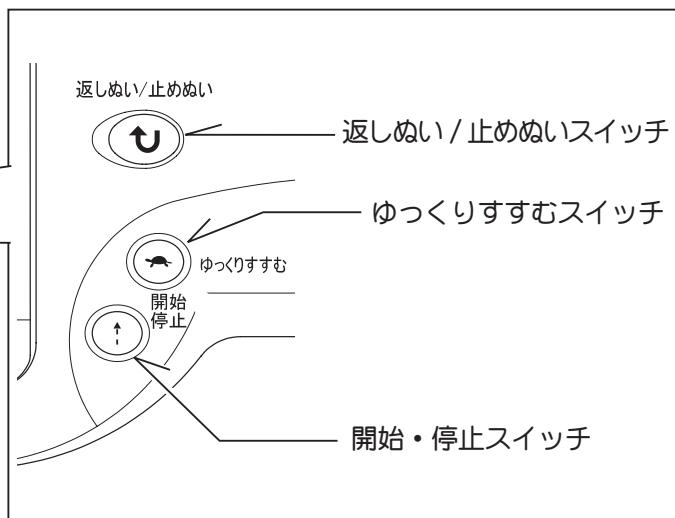 返しぬい/止めぬい
返しぬい/止めぬいスイッチ
ゆっくりすすむスイッチ
ゆっくりすすむ
開始
停止
開始・停止スイッチ